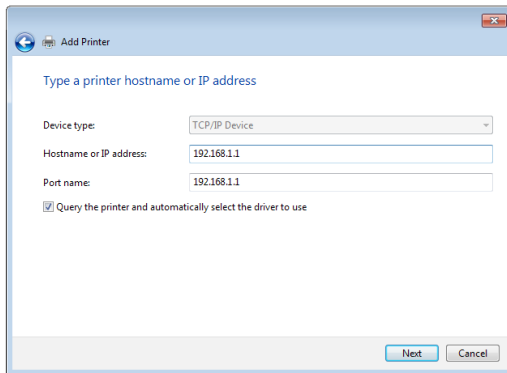 Add Printer
Type a printer hostname or IP address
Device type: TCP/IP Device
Hostname or IP address: 192.168.1.1
Port name: 192.168.1.1
Query the printer and automatically select the driver to use
Next Cancel